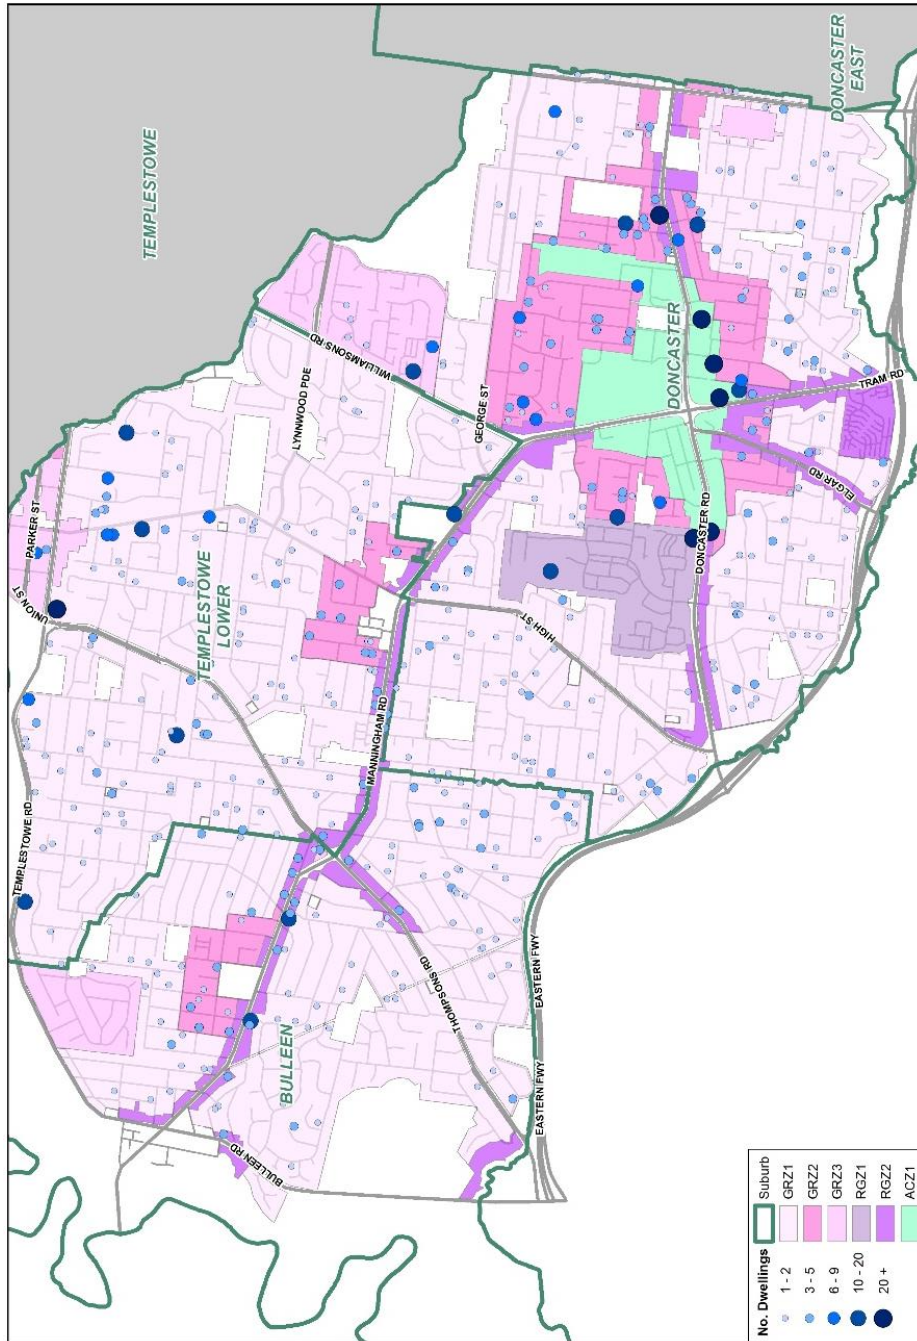 TEMPLESTOWE
DONCASTER
EAST
PARKER ST
UNION ST
LYNNWOOD PDE
WILLIAMSONS RD
GEORGE ST
TEMPLESTOWE
LOWER
TEMPLESTOWE RD
MANNINGHAM RD
HIGH ST
DONCASTER
DONCASTER RD
TRAM RD
ELGAR RD
BULLEEN
THOMPSONS RD
BULLEEN RD
EASTERN FWY
EASTERN FWY
No. Dwellings
1 - 2
3 - 5
6 - 9
10 - 20
20 +
Suburb
GRZ1
GRZ2
GRZ3
RGZ1
RGZ2
ACZ1